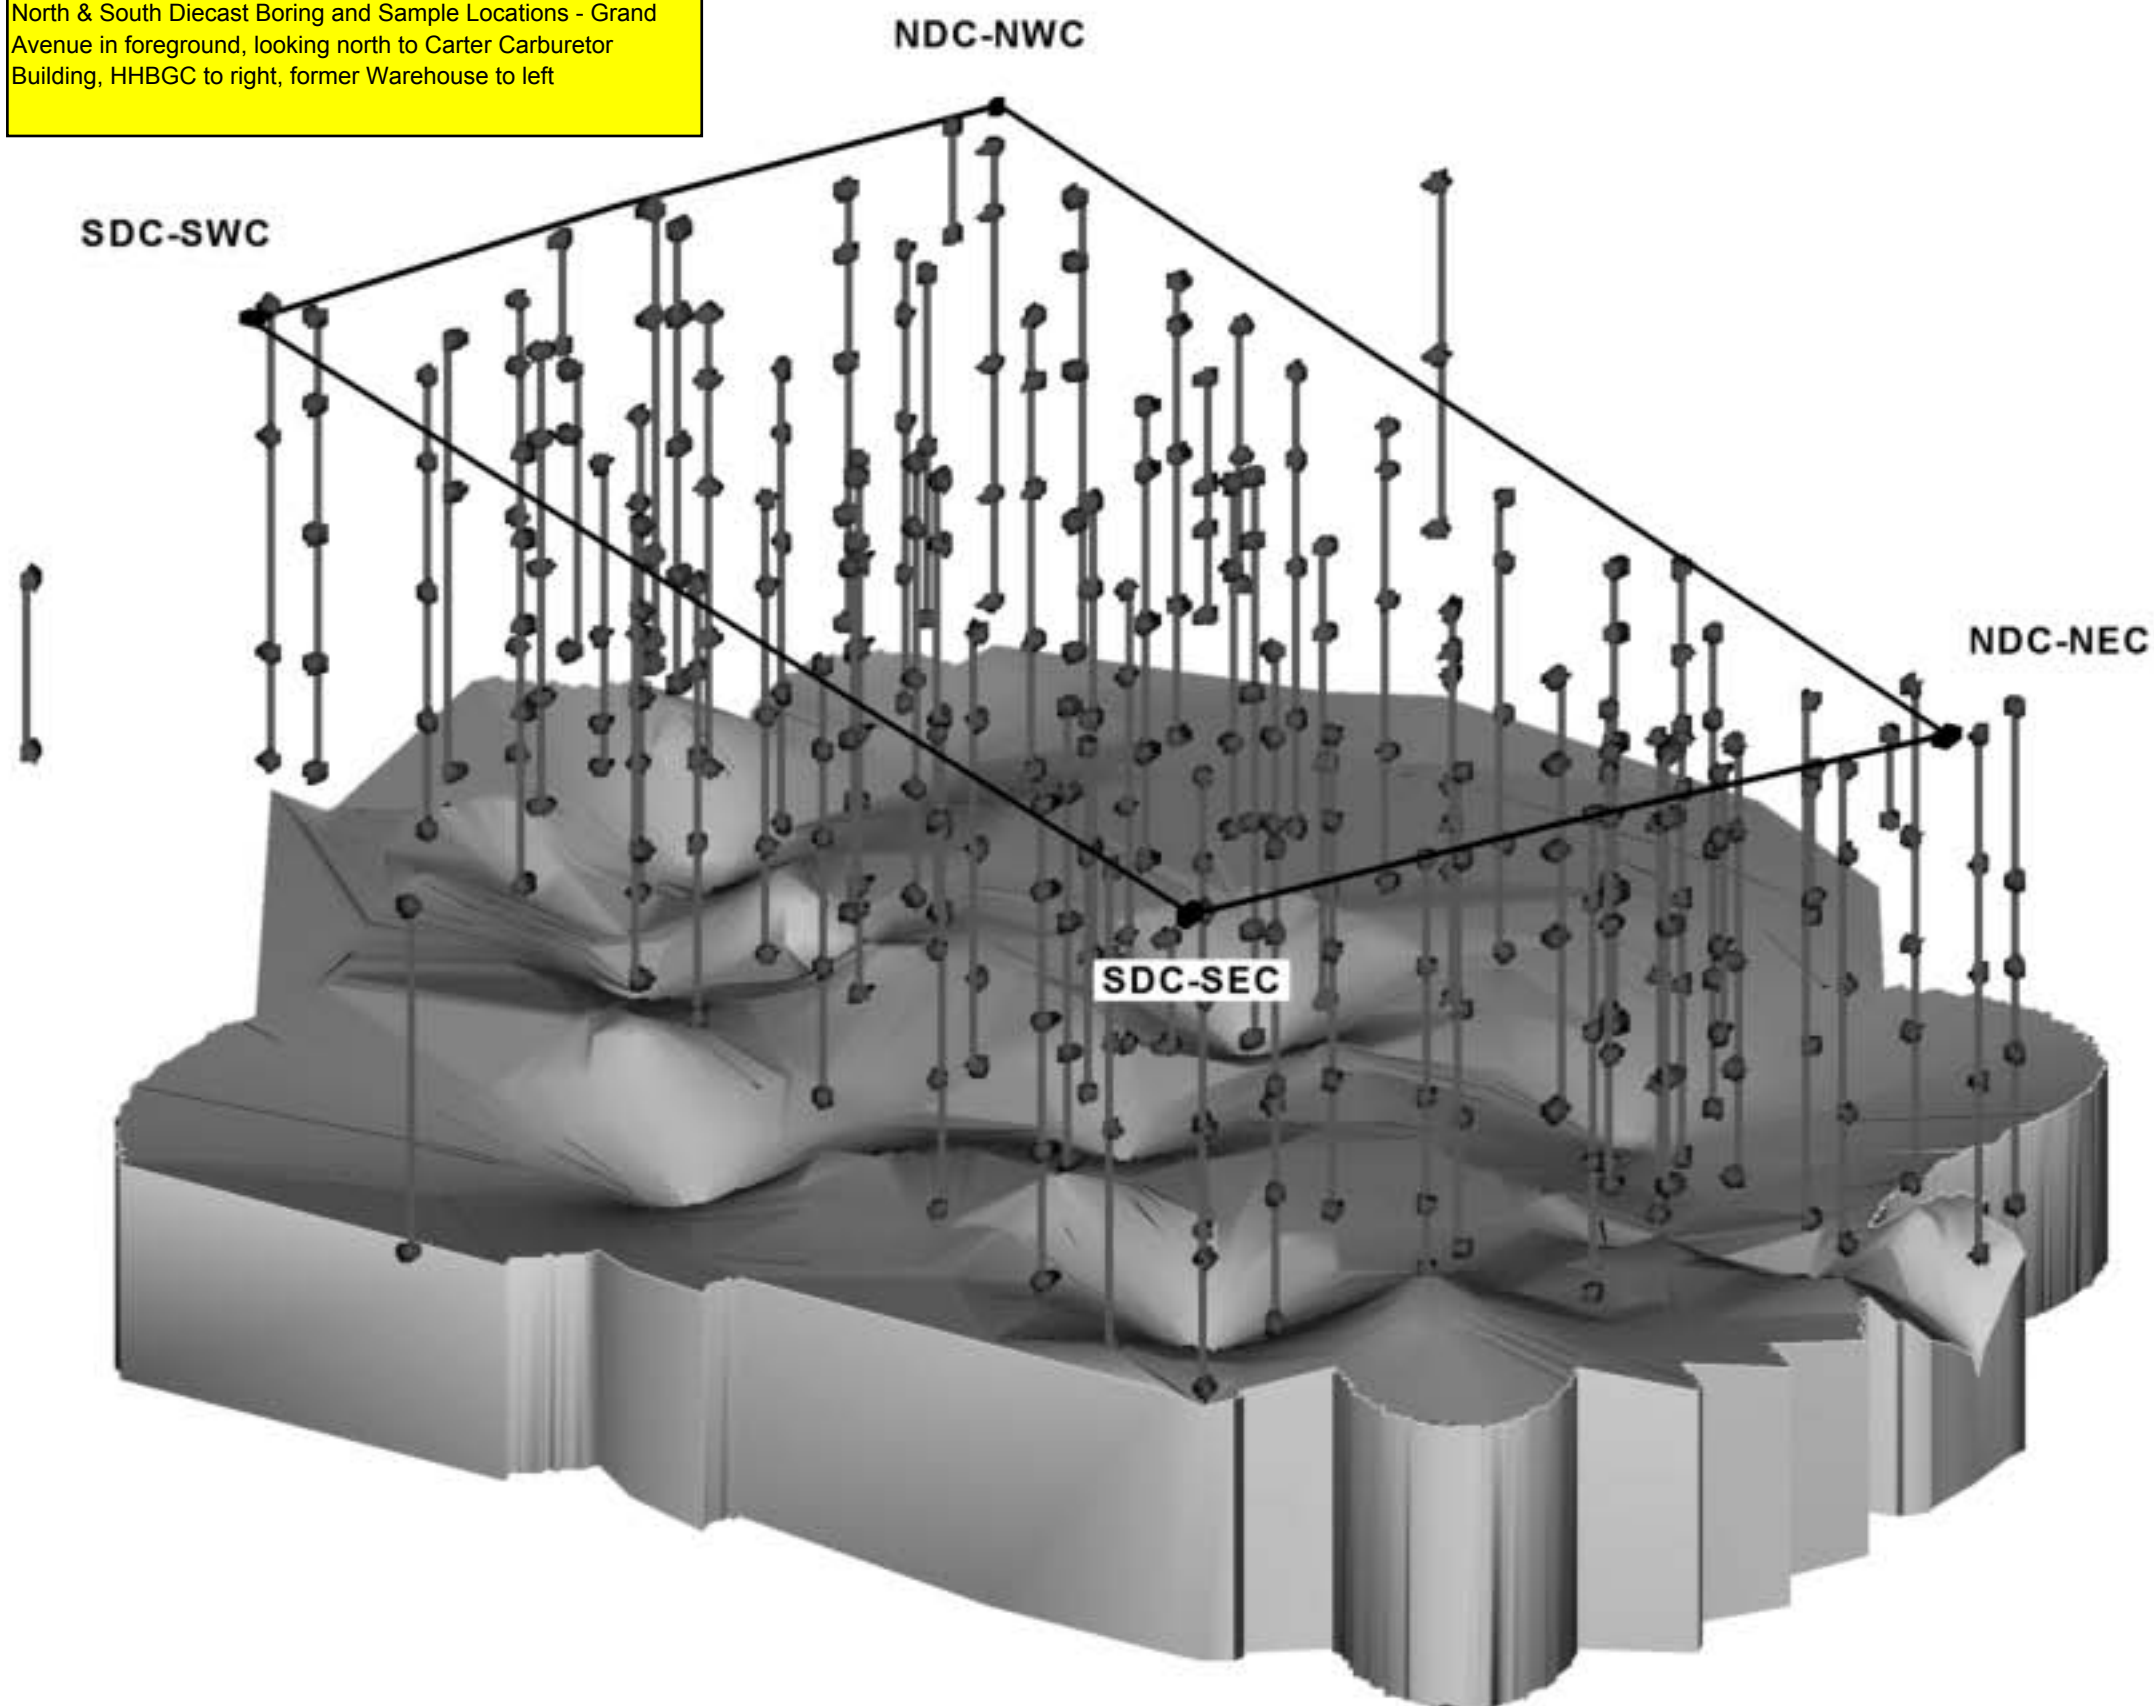 North & South Diecast Boring and Sample Locations - Grand
Avenue in foreground, looking north to Carter Carburetor
Building, HHBGC to right, former Warehouse to left
NDC-NWC
SDC-SWC
NDC-NEC
SDC-SEC